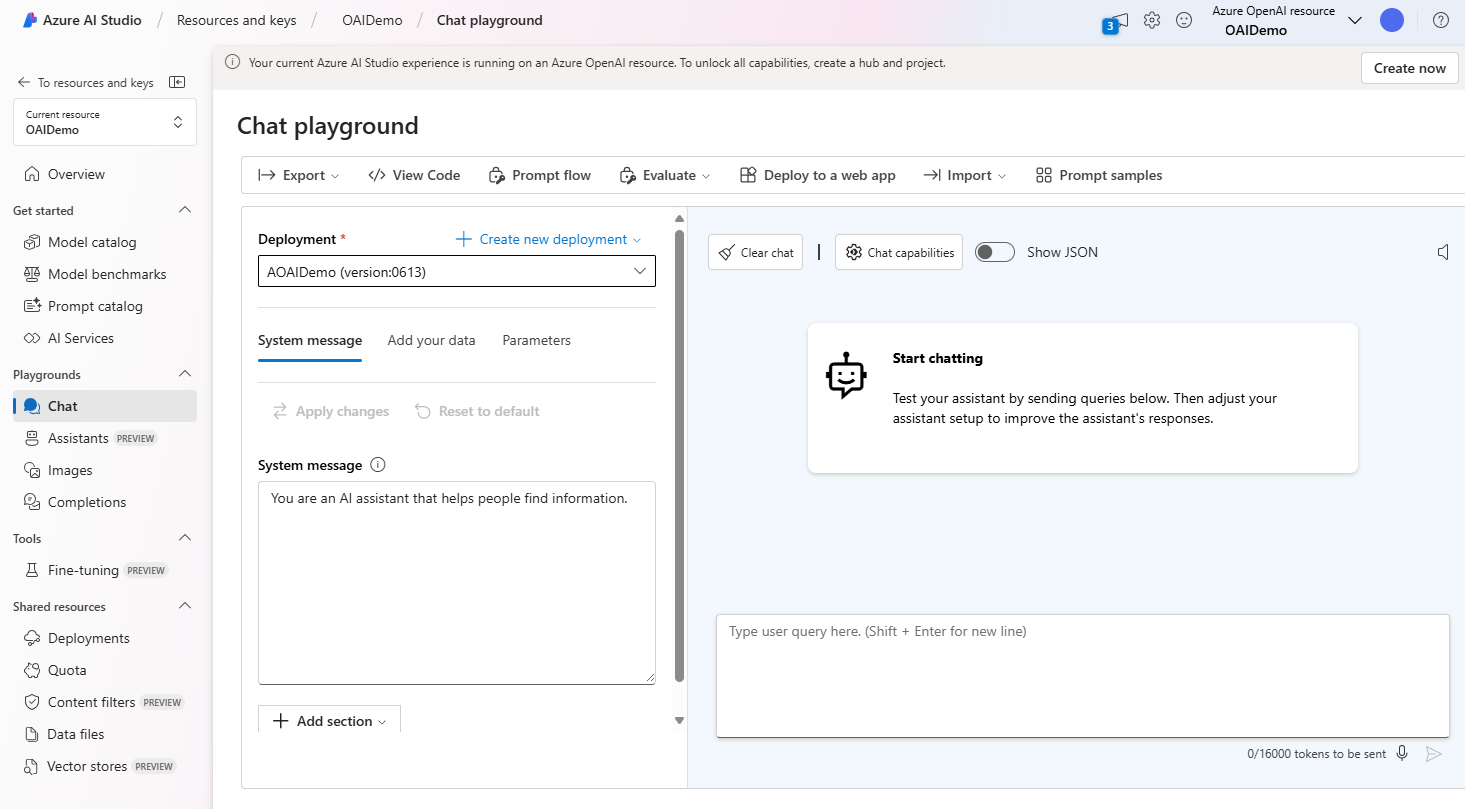 Azure AI Studio / Resources and keys / OAIDemo / Chat playground
3
Azure OpenAI resource
OAIDemo
Your current Azure AI Studio experience is running on an Azure OpenAI resource. To unlock all capabilities, create a hub and project.
Create now
To resources and keys
Current resource
OAIDemo
Overview
Get started
Model catalog
Model benchmarks
Prompt catalog
AI Services
Playgrounds
Chat
Assistants PREVIEW
Images
Completions
Tools
Fine-tuning PREVIEW
Shared resources
Deployments
Quota
Content filters PREVIEW
Data files
Vector stores PREVIEW
Chat playground
Export
View Code
Prompt flow
Evaluate
Deploy to a web app
Import
Prompt samples
Deployment *
Create new deployment
AOAIDemo (version:0613)
System message
Add your data
Parameters
Apply changes
Reset to default
System message
You are an AI assistant that helps people find information.
Add section
Clear chat
Chat capabilities
Show JSON
Start chatting
Test your assistant by sending queries below. Then adjust your
assistant setup to improve the assistant's responses.
Type user query here. (Shift + Enter for new line)
0/16000 tokens to be sent